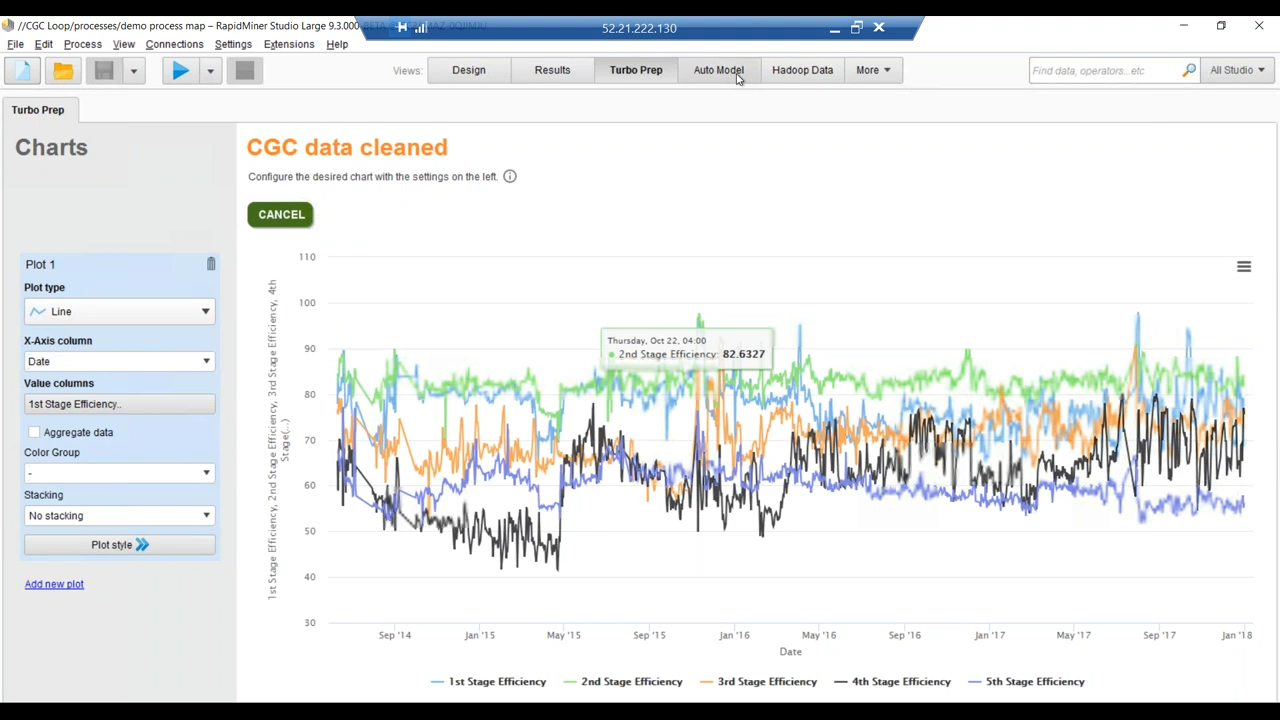 //CGC Loop/processes/demo process map – RapidMiner Studio Large 9.3.000
52.21.222.130
File Edit Process View Connections Settings Extensions Help
Views: Design Results Turbo Prep Auto Model Hadoop Data More Find data, operators...etc All Studio
Turbo Prep
Charts
CGC data cleaned
Configure the desired chart with the settings on the left.
CANCEL
Plot 1
Plot type
Line
X-Axis column
Date
Value columns
1st Stage Efficiency..
Aggregate data
Color Group
-
Stacking
No stacking
Plot style
Add new plot
1st Stage Efficiency, 2nd Stage Efficiency, 3rd Stage Efficiency, 4th
Stage(...)
110
100
90
80
70
60
50
40
30
Thursday, Oct 22, 04:00
2nd Stage Efficiency: 82.6327
Sep '14 Jan '15 May '15 Sep '15 Jan '16 May '16 Sep '16 Jan '17 May '17 Sep '17 Jan '18
Date
1st Stage Efficiency 2nd Stage Efficiency 3rd Stage Efficiency 4th Stage Efficiency 5th Stage Efficiency